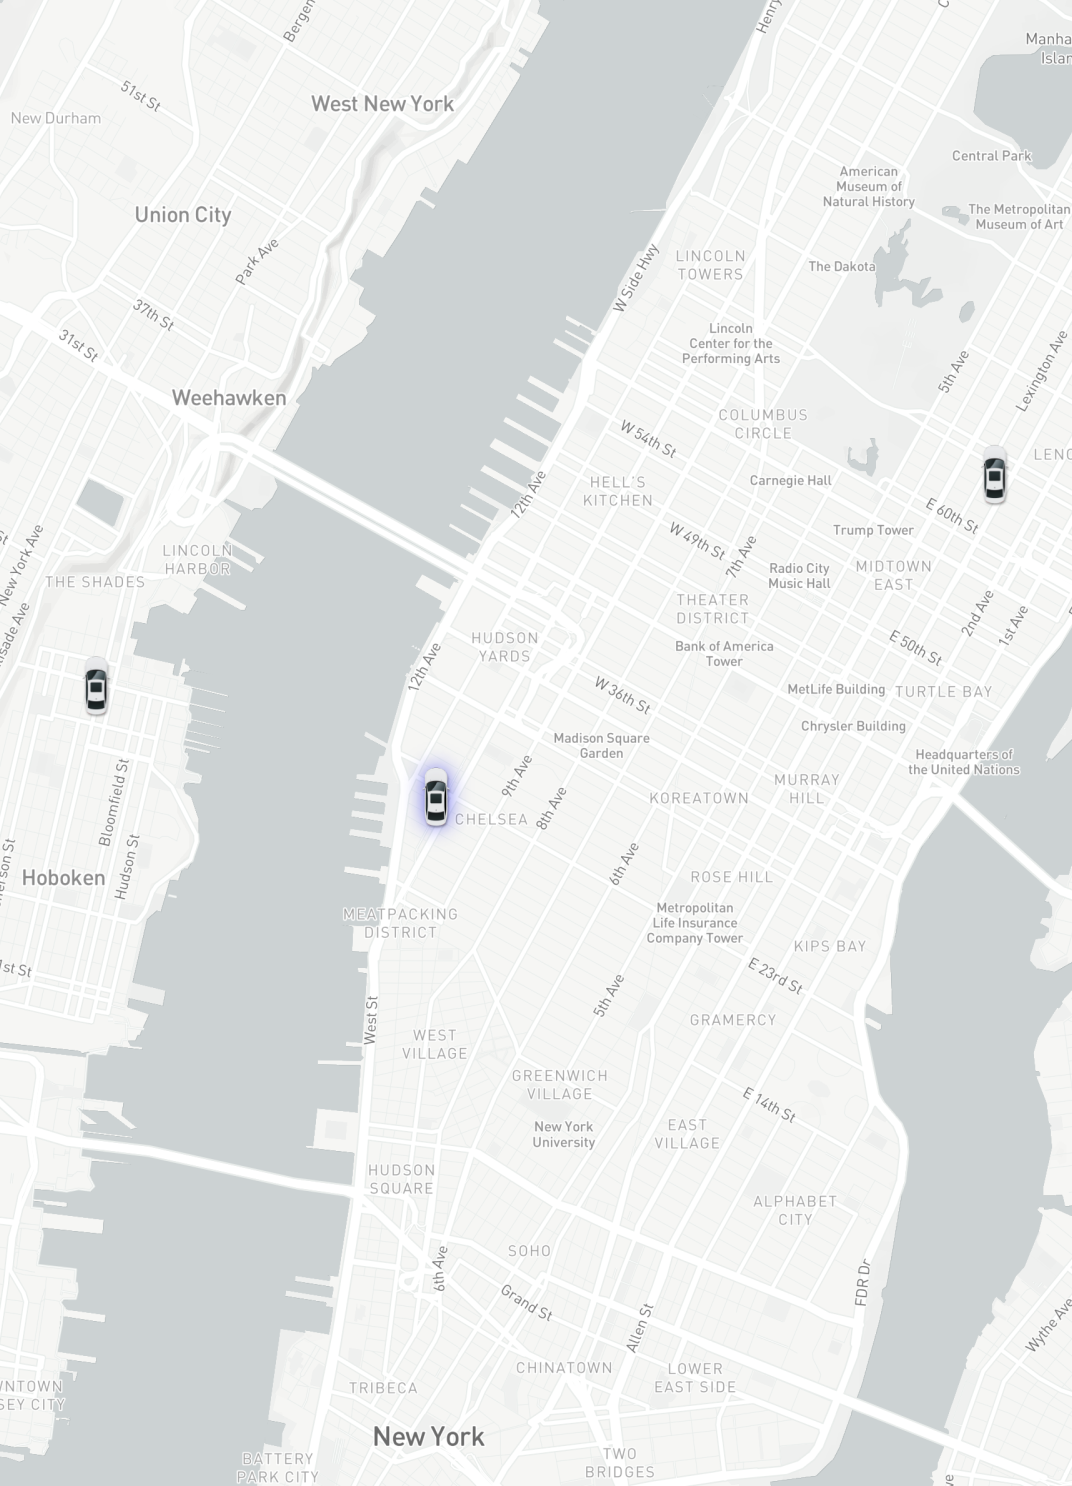 Bergen
Henry
Manha
Islan
51st St
West New York
New Durham
Central Park
American
Museum of
Natural History
Union City
The Metropolitan
Museum of Art
Park Ave
LINCOLN
TOWERS
The Dakota
W Side Hwy
37th St
31st St
Lincoln
Center for the
Performing Arts
5th Ave
Lexington Ave
Weehawken
COLUMBUS
CIRCLE
W 54th St
LENO
HELL'S
KITCHEN
Carnegie Hall
12th Ave
E 60th St
Trump Tower
LINCOLN
HARBOR
New York Ave
THE SHADES
W 49th St
7th Ave
Radio City
Music Hall
MIDTOWN
EAST
isade Ave
THEATER
DISTRICT
2nd Ave
1st Ave
HUDSON
YARDS
12th Ave
Bank of America
Tower
E 50th St
W 36th St
MetLife Building
TURTLE BAY
Chrysler Building
Madison Square
Garden
Headquarters of
the United Nations
9th Ave
8th Ave
MURRAY
HILL
KOREATOWN
CHELSEA
Bloomfield St
Hudson St
erson St
Hoboken
6th Ave
ROSE HILL
MEATPACKING
DISTRICT
Metropolitan
Life Insurance
Company Tower
KIPS BAY
1st St
E 23rd St
5th Ave
West St
GRAMERCY
WEST
VILLAGE
GREENWICH
VILLAGE
E 14th St
New York
University
EAST
VILLAGE
HUDSON
SQUARE
ALPHABET
CITY
SOHO
6th Ave
FDR Dr
Grand St
Allen St
Wythe Ave
CHINATOWN
LOWER
EAST SIDE
WNTOWN
SEY CITY
TRIBECA
New York
BATTERY
PARK CITY
TWO
BRIDGES